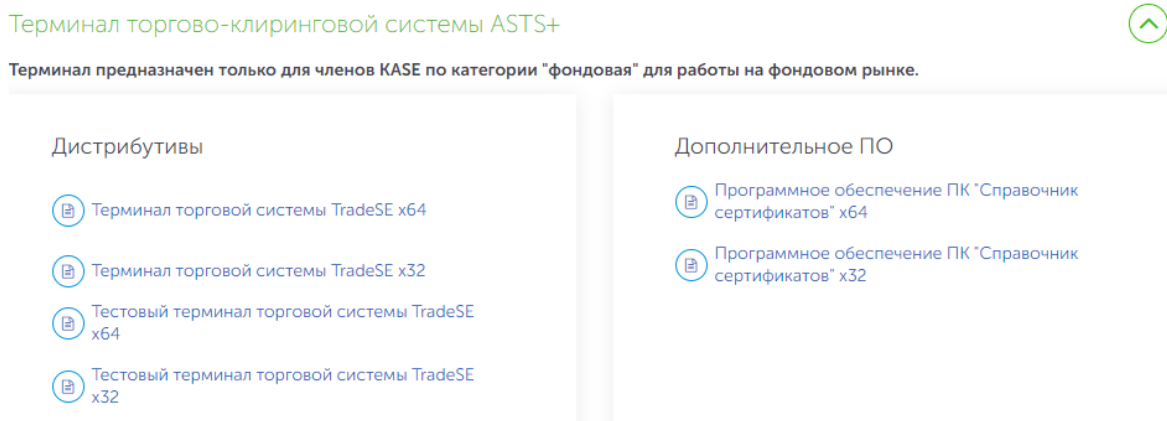 Терминал торгово-клиринговой системы ASTS+
Терминал предназначен только для членов KASE по категории "фондовая" для работы на фондовом рынке.
Дистрибутивы
Терминал торговой системы TradeSE x64
Терминал торговой системы TradeSE x32
Тестовый терминал торговой системы TradeSE
x64
Тестовый терминал торговой системы TradeSE
x32
Дополнительное ПО
Программное обеспечение ПК "Справочник
сертификатов" x64
Программное обеспечение ПК "Справочник
сертификатов" x32